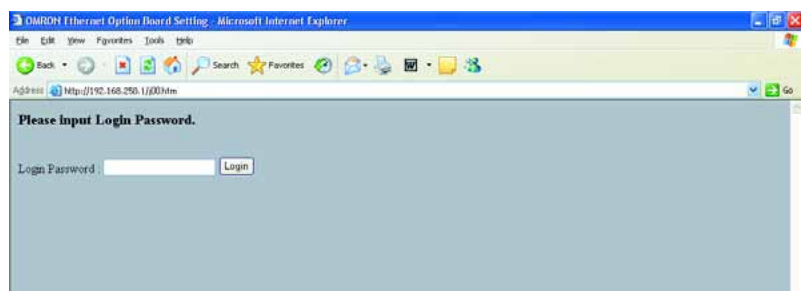 OMRON Ethernet Option Board Setting - Microsoft Internet Explorer
File Edit View Favorites Tools Help
Back Search Favorites
Address http://192.168.250.1/j00.htm Go
Please input Login Password.
Login Password : Login